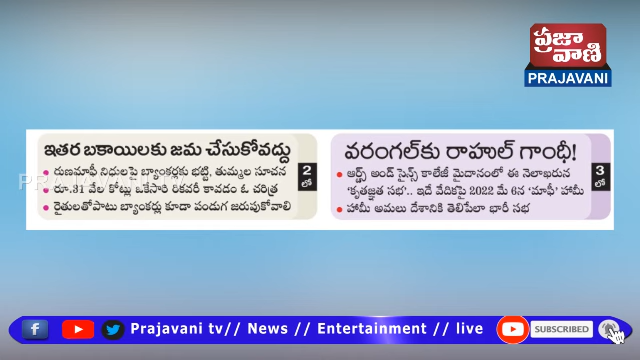 ప్రజా
వాణి
PRAJAVANI
ఇతర బకాయిలకు జమ చేసుకోవద్దు
• రుణమాఫీ నిధులపై బ్యాంకర్లకు భట్టి, తుమ్మల సూచన
• రూ.31 వేల కోట్లు ఒకేసారి రికవరీ కావడం ఓ చరిత్ర
• రైతులతోపాటు బ్యాంకర్లు కూడా పండుగ జరుపుకోవాలి
2
లో
వరంగల్‌కు రాహుల్ గాంధీ!
• ఆర్ట్స్ అండ్ సైన్స్ కాలేజీ మైదానంలో ఈ నెలాఖరున
'కృతజ్ఞత సభ'.. ఇదే వేదికపై 2022 మే 6న 'మాఫీ' హామీ
• హామీ అమలు దేశానికి తెలిపేలా భారీ సభ
3
లో
Prajavani tv// News // Entertainment // live
SUBSCRIBED